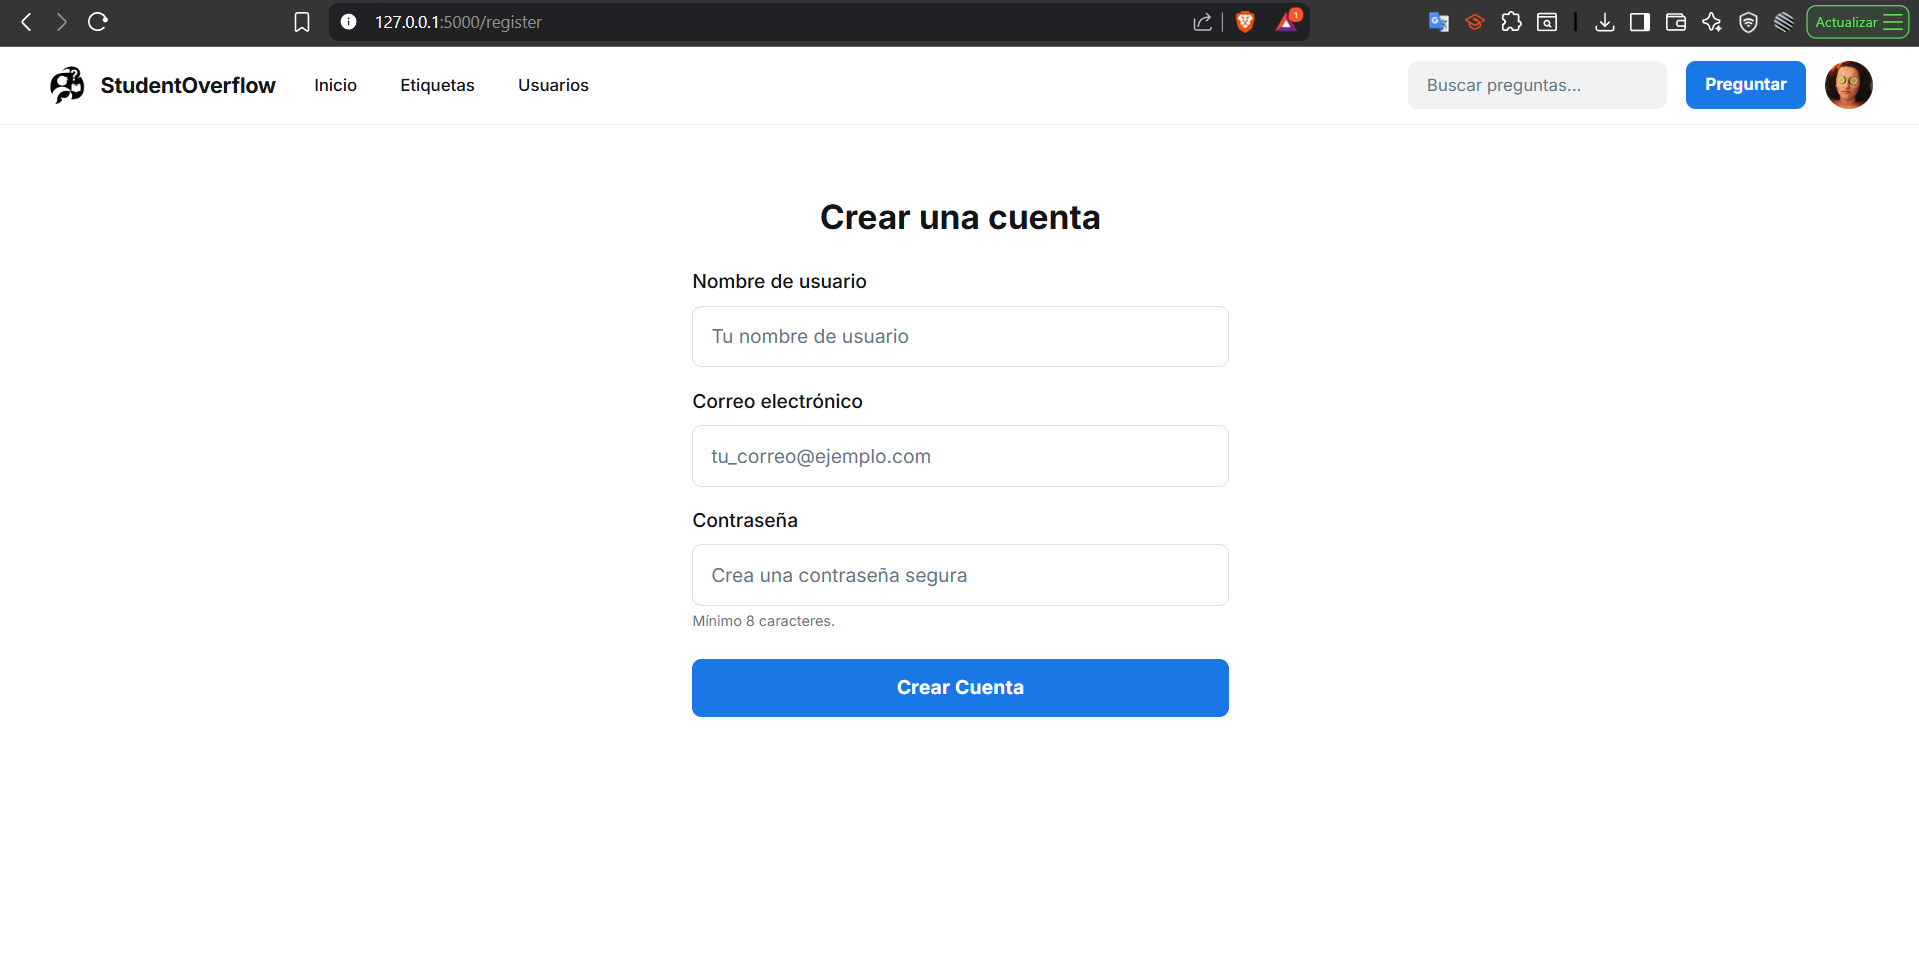 127.0.0.1:5000/register
1
Actualizar
StudentOverflow
Inicio
Etiquetas
Usuarios
Buscar preguntas...
Preguntar
Crear una cuenta
Nombre de usuario
Tu nombre de usuario
Correo electrónico
tu_correo@ejemplo.com
Contraseña
Crea una contraseña segura
Mínimo 8 caracteres.
Crear Cuenta